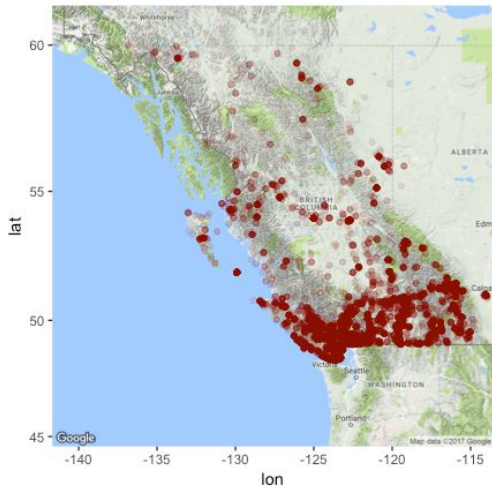 Whitehorse
60
ALBERTA
55
BRITISH
COLUMBIA
lat
Edm
Calga
50
Victoria
Seattle
WASHINGTON
Portland
45
Google
Map data ©2017 Google
-140
-135
-130
-125
-120
-115
lon